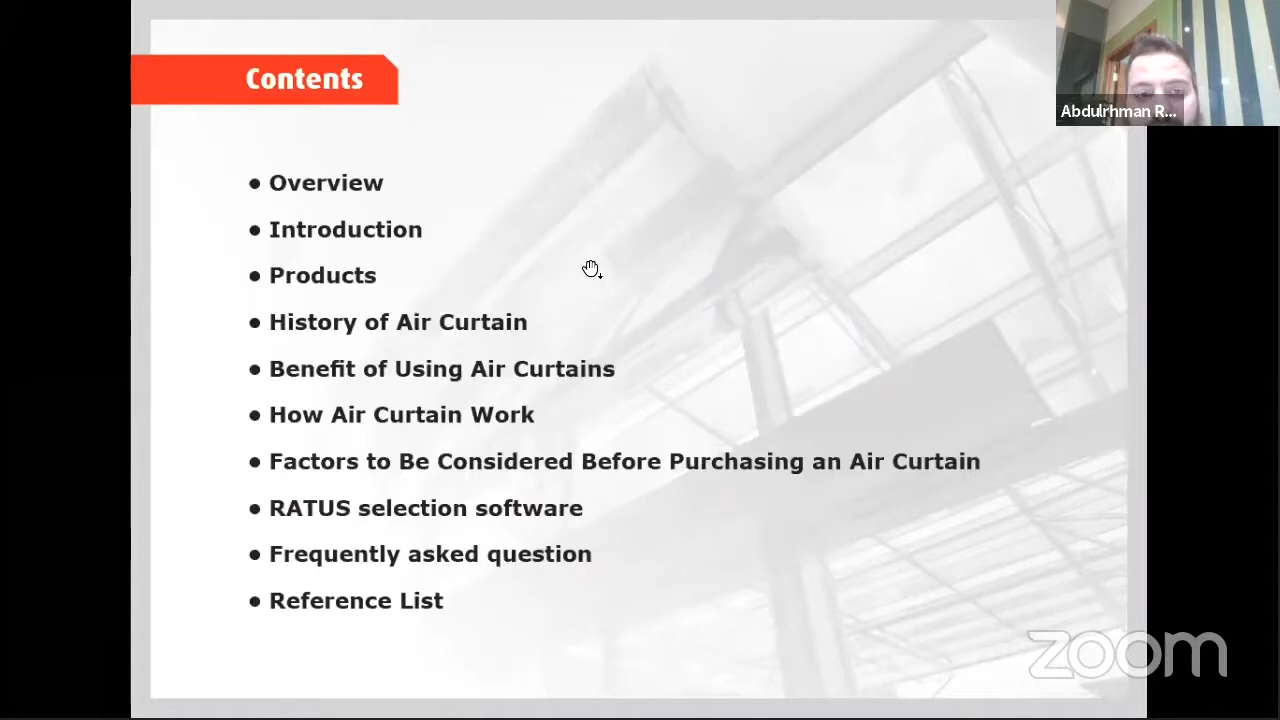 Contents
Abdulrhman R...
• Overview
• Introduction
• Products
• History of Air Curtain
• Benefit of Using Air Curtains
• How Air Curtain Work
• Factors to Be Considered Before Purchasing an Air Curtain
• RATUS selection software
• Frequently asked question
• Reference List
zoom